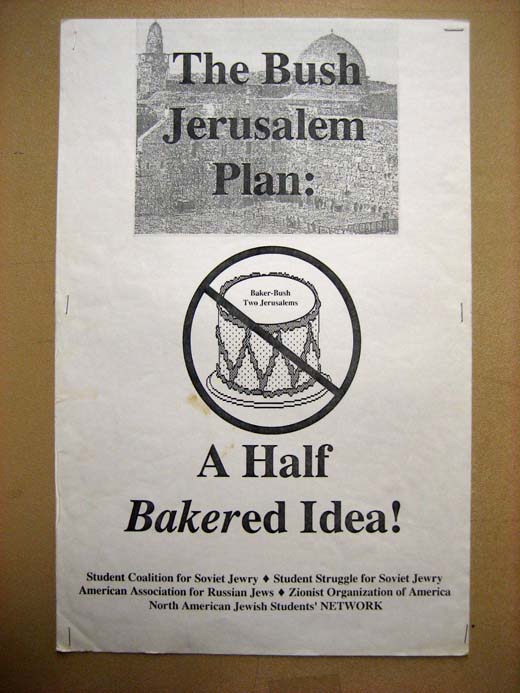 The Bush
Jerusalem
Plan:
Baker-Bush
Two Jerusalems
A Half
Bakered Idea!
Student Coalition for Soviet Jewry ♦ Student Struggle for Soviet Jewry
American Association for Russian Jews ♦ Zionist Organization of America
North American Jewish Students' NETWORK